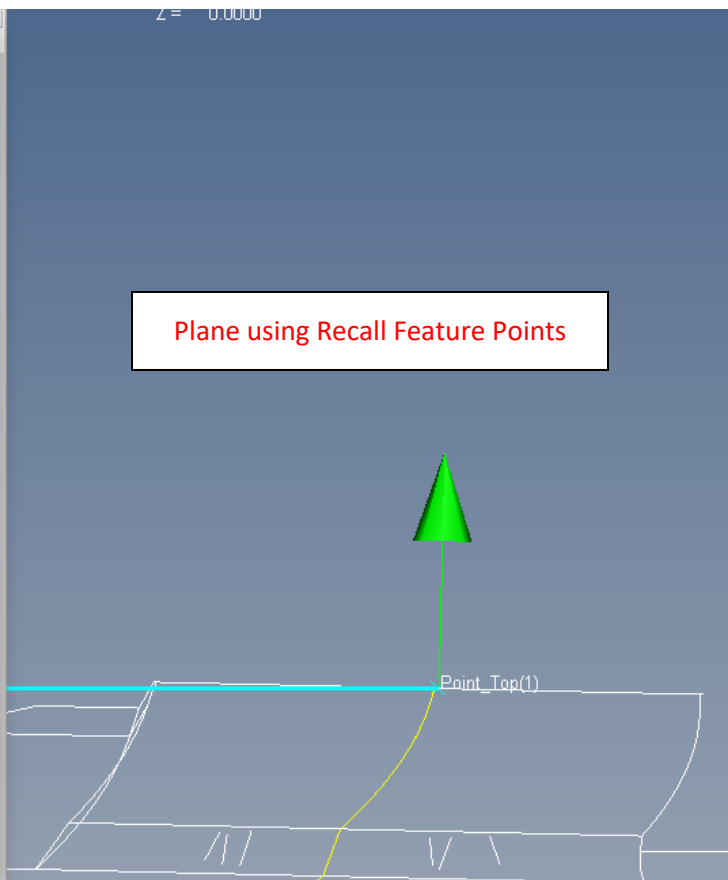 Z = 0.0000
Plane using Recall Feature Points
Point_Top(1)